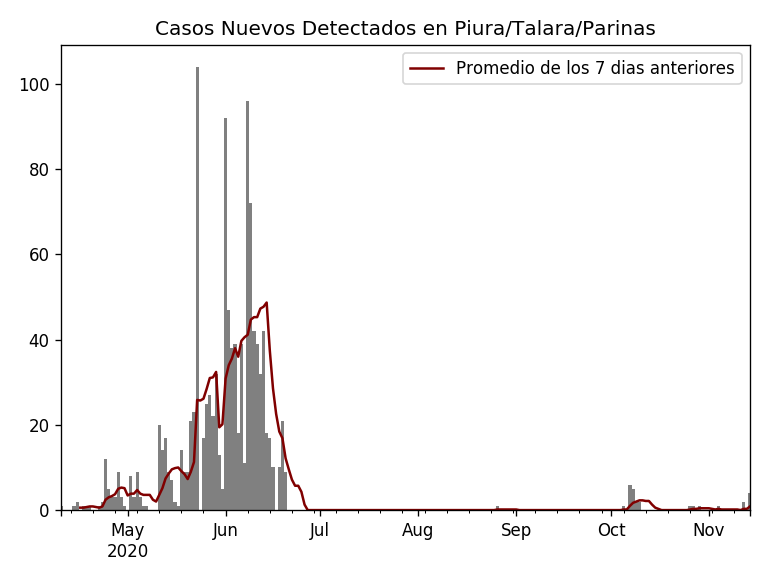 Casos Nuevos Detectados en Piura/Talara/Parinas
Promedio de los 7 dias anteriores
100
80
60
40
20
0
May Jun Jul Aug Sep Oct Nov
2020